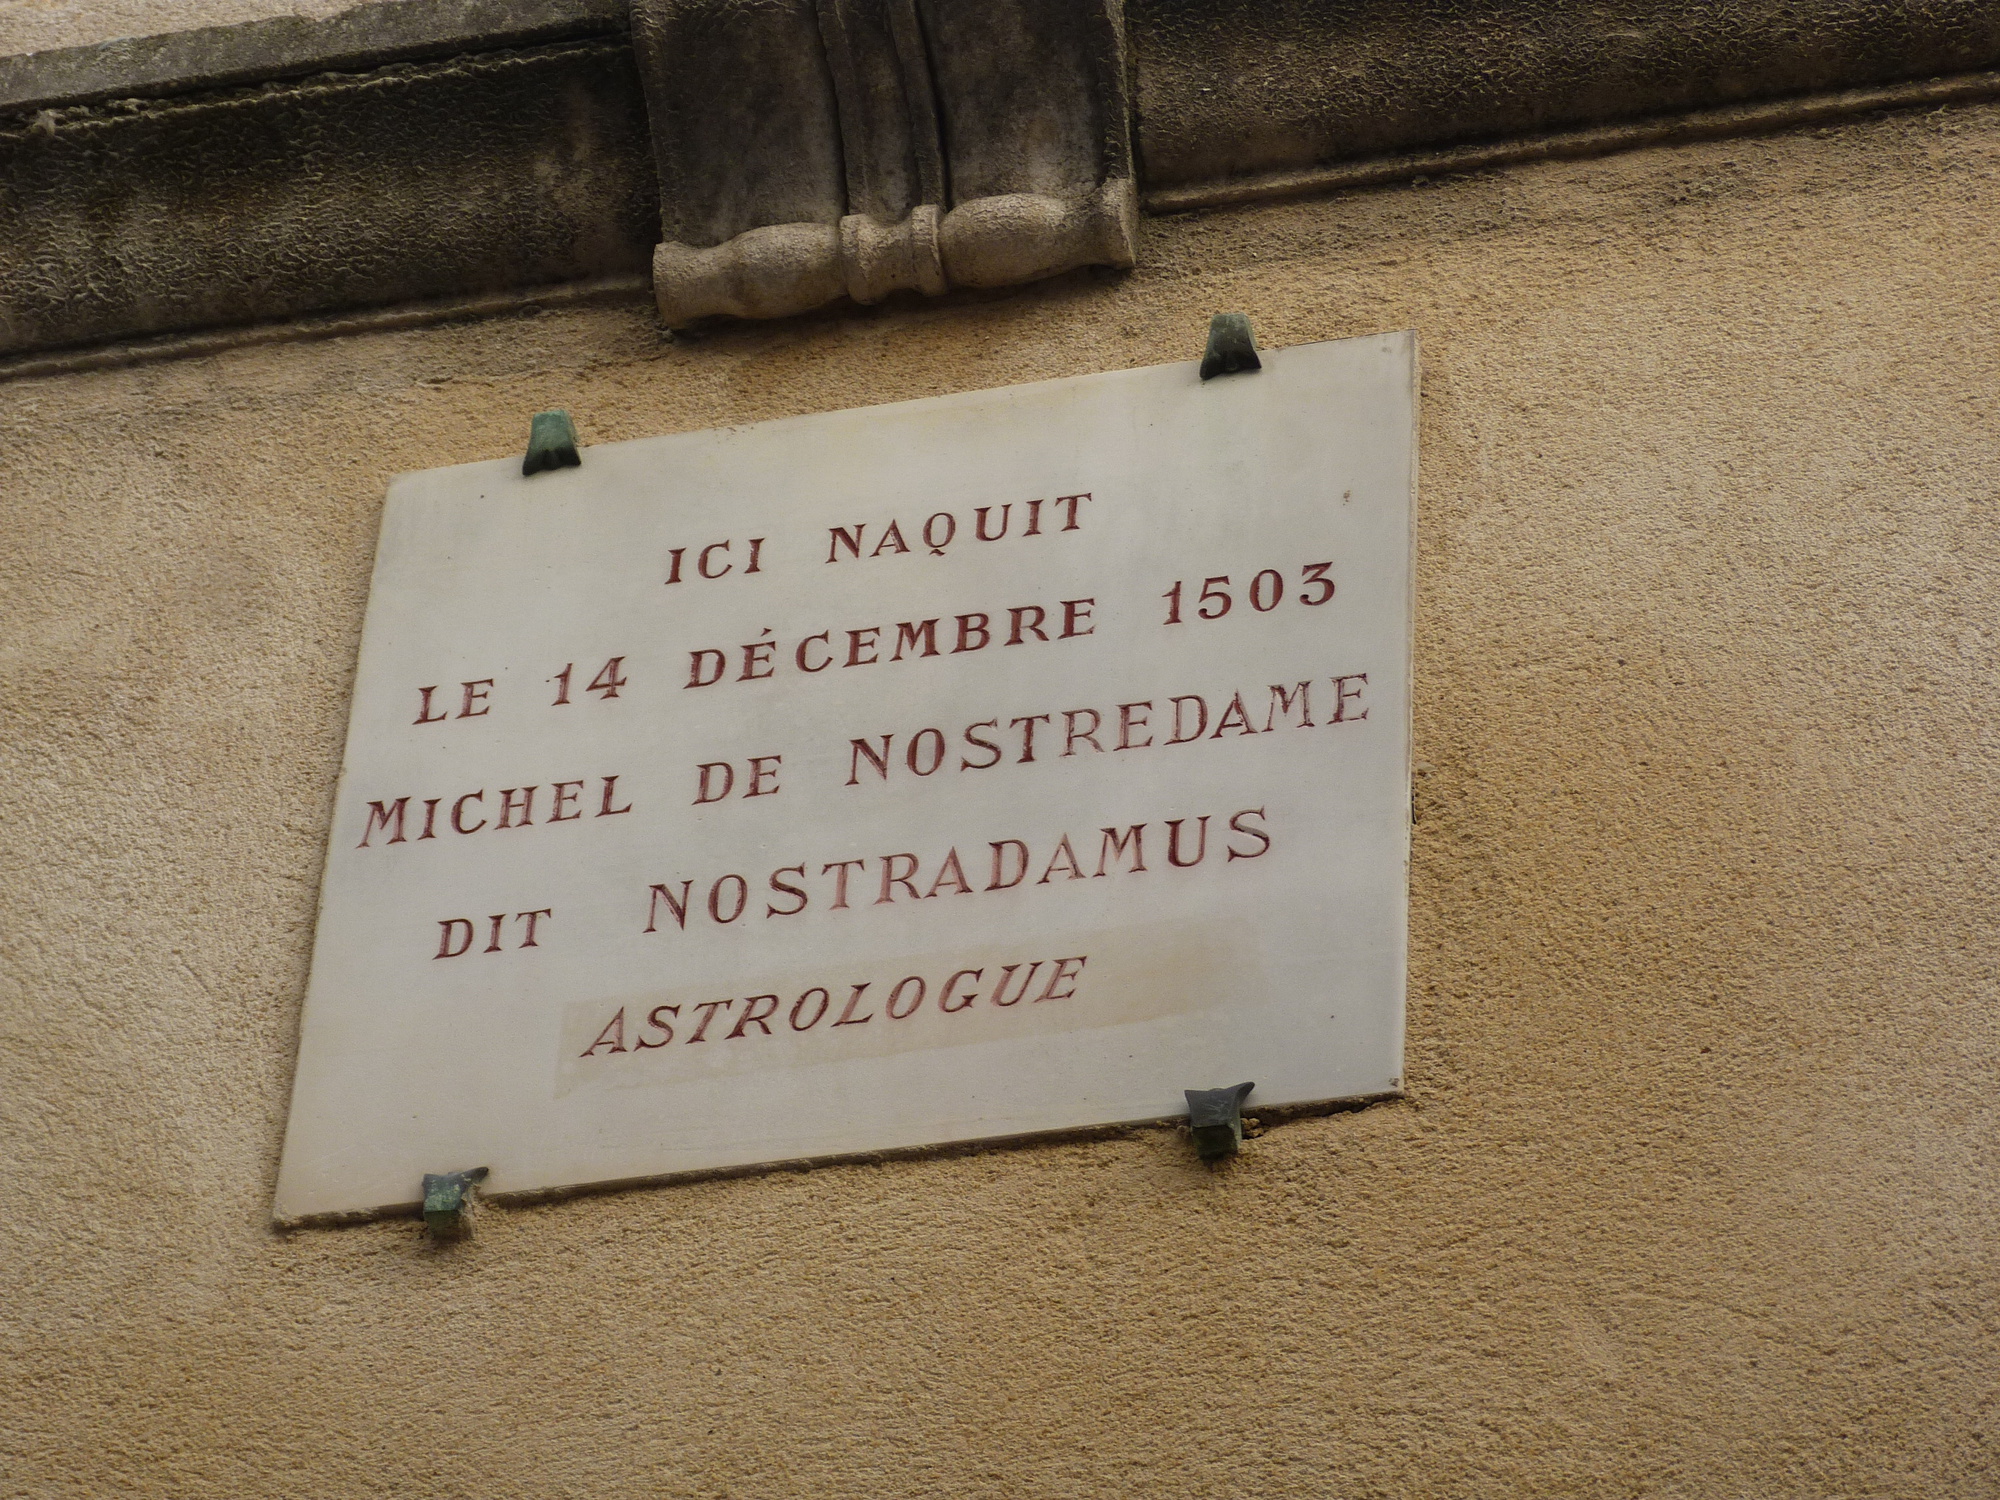 ICI NAQUIT
LE 14 DÉCEMBRE 1503
MICHEL DE NOSTREDAME
DIT NOSTRADAMUS
ASTROLOGUE